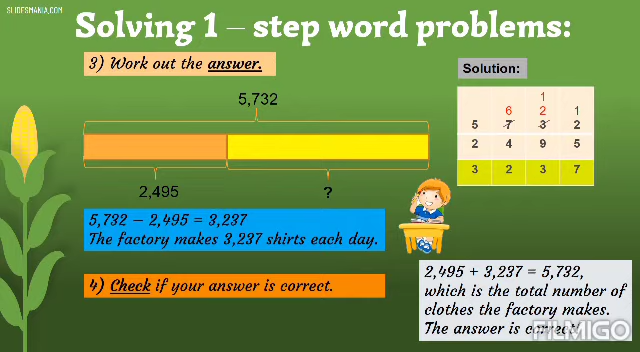 SLIDESMANIA.COM
Solving 1 – step word problems:
3) Work out the answer.
Solution:
5,732
1
6 2 1
5 7 3 2
2 4 9 5
3 2 3 7
2,495 ?
5,732 – 2,495 = 3,237
The factory makes 3,237 shirts each day.
4) Check if your answer is correct.
2,495 + 3,237 = 5,732,
which is the total number of
clothes the factory makes.
The answer is correct!
FILMIGO